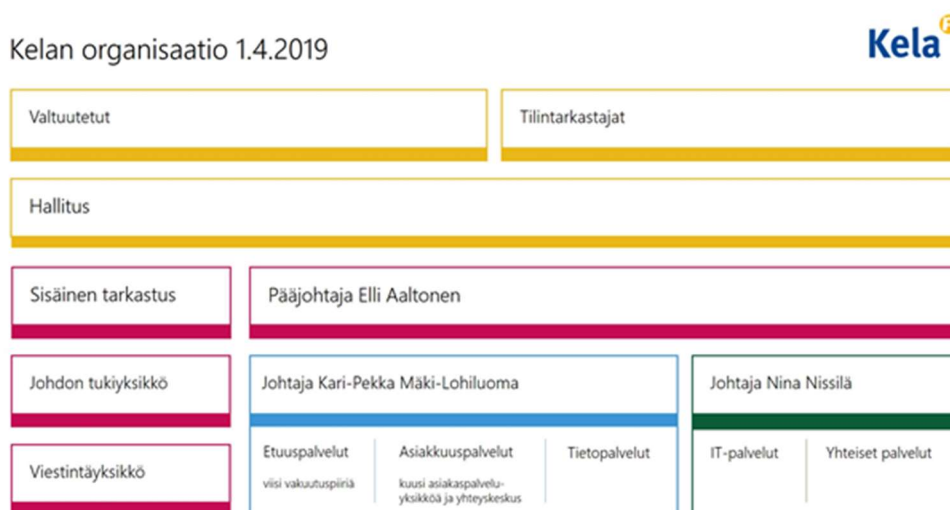 Kelan organisaatio 1.4.2019
Kela
Valtuutetut
Tilintarkastajat
Hallitus
Sisäinen tarkastus
Pääjohtaja Elli Aaltonen
Johdon tukiyksikkö
Johtaja Kari-Pekka Mäki-Lohiluoma
Johtaja Nina Nissilä
Viestintäyksikkö
Etuuspalvelut
viisi vakuutuspiiriä
Asiakkuuspalvelut
kuusi asiakaspalvelu-
yksikköä ja yhteyskeskus
Tietopalvelut
IT-palvelut
Yhteiset palvelut